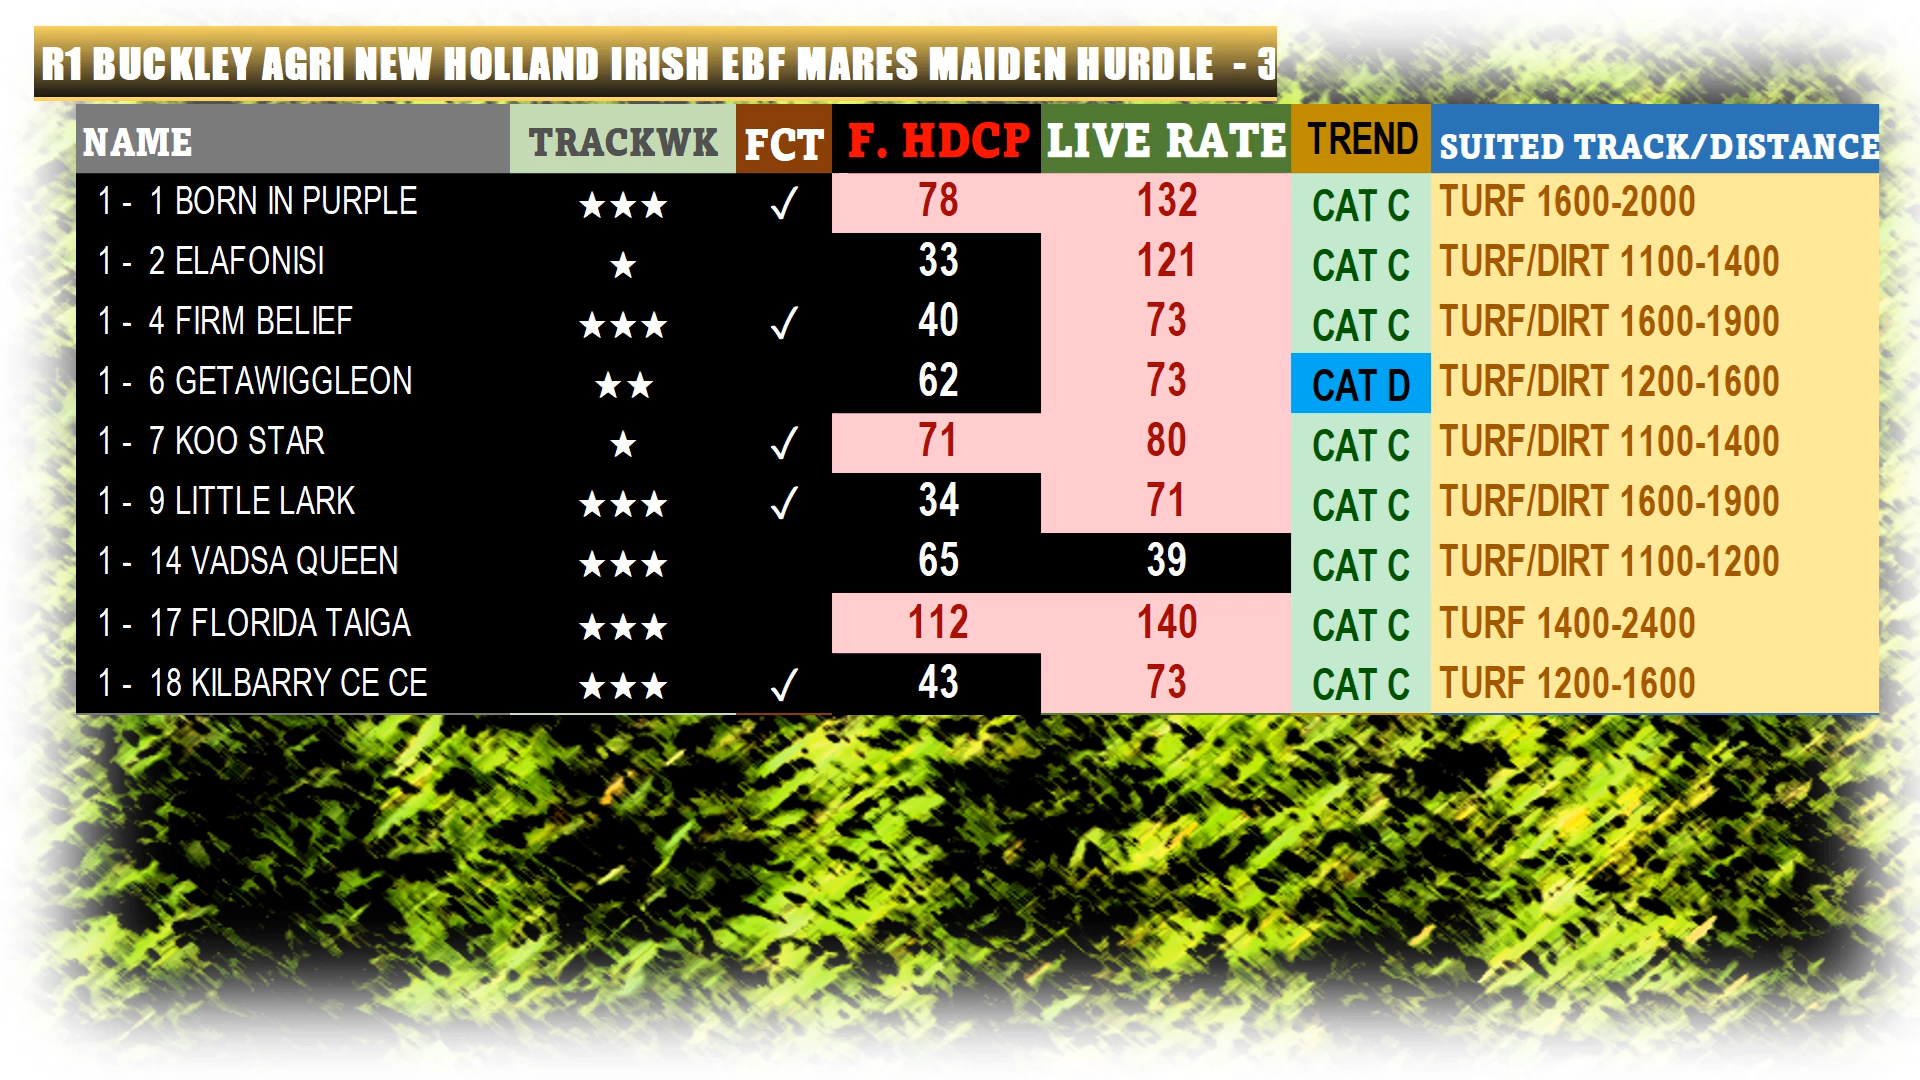 R1 BUCKLEY AGRI NEW HOLLAND IRISH EBF MARES MAIDEN HURDLE - 3
NAME TRACKWK FCT F. HDCP LIVE RATE TREND SUITED TRACK/DISTANCE
1 - 1 BORN IN PURPLE ★★★ ✓ 78 132 CAT C TURF 1600-2000
1 - 2 ELAFONISI ★ 33 121 CAT C TURF/DIRT 1100-1400
1 - 4 FIRM BELIEF ★★★ ✓ 40 73 CAT C TURF/DIRT 1600-1900
1 - 6 GETAWIGGLEON ★★ 62 73 CAT D TURF/DIRT 1200-1600
1 - 7 KOO STAR ★ ✓ 71 80 CAT C TURF/DIRT 1100-1400
1 - 9 LITTLE LARK ★★★ ✓ 34 71 CAT C TURF/DIRT 1600-1900
1 - 14 VADSA QUEEN ★★★ 65 39 CAT C TURF/DIRT 1100-1200
1 - 17 FLORIDA TAIGA ★★★ 112 140 CAT C TURF 1400-2400
1 - 18 KILBARRY CE CE ★★★ ✓ 43 73 CAT C TURF 1200-1600